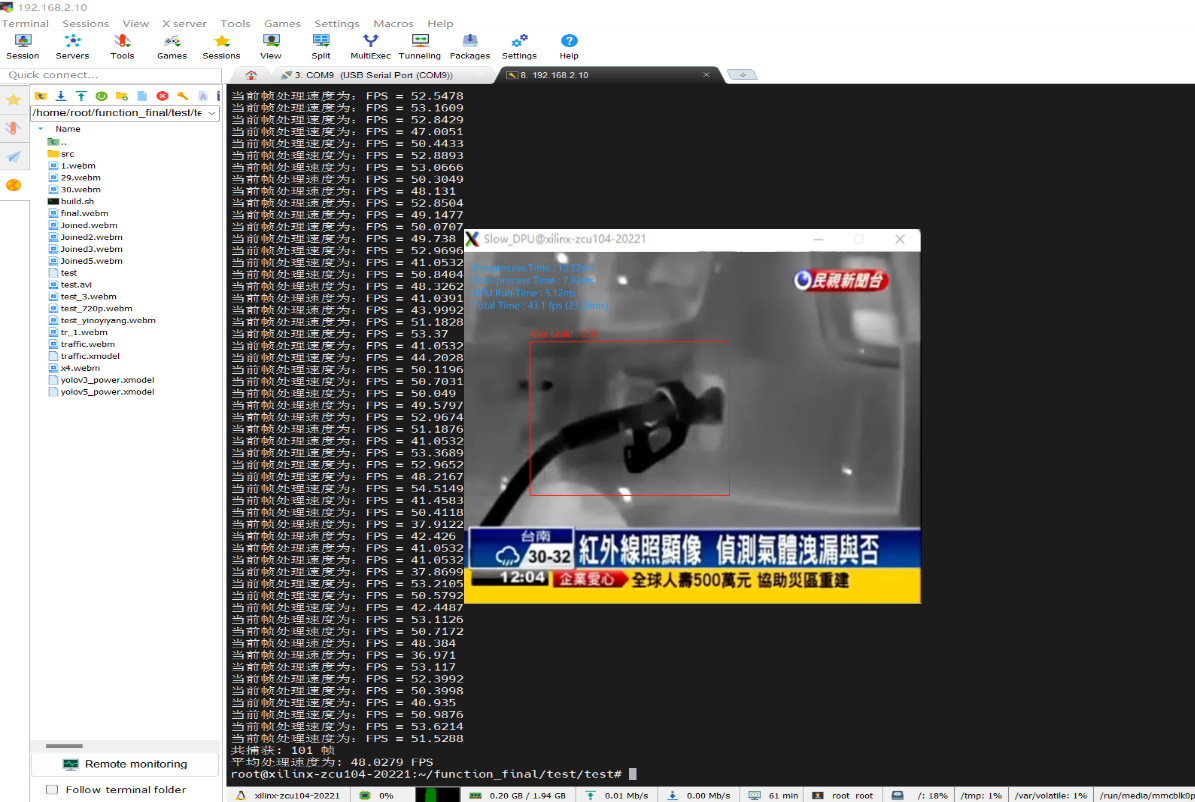 192.168.2.10
Terminal Sessions View X server Tools Games Settings Macros Help
Session Servers Tools Games Sessions View Split MultiExec Tunneling Packages Settings Help
Quick connect...
3. COM9 (USB Serial Port (COM9))
8. 192.168.2.10
/home/root/function_final/test/te
Name
..
src
1.webm
29.webm
30.webm
build.sh
final.webm
Joined.webm
Joined2.webm
Joined3.webm
Joined5.webm
test
test.avi
test_3.webm
test_720p.webm
test_yinoyiyang.webm
tr_1.webm
traffic.webm
traffic.xmodel
x4.webm
yolov3_power.xmodel
yolov5_power.xmodel
Remote monitoring
Follow terminal folder
当前帧处理速度为: FPS = 52.5478
当前帧处理速度为: FPS = 53.1609
当前帧处理速度为: FPS = 52.8429
当前帧处理速度为: FPS = 47.0051
当前帧处理速度为: FPS = 50.4433
当前帧处理速度为: FPS = 52.8893
当前帧处理速度为: FPS = 53.0666
当前帧处理速度为: FPS = 50.3049
当前帧处理速度为: FPS = 48.131
当前帧处理速度为: FPS = 52.8504
当前帧处理速度为: FPS = 49.1477
当前帧处理速度为: FPS = 50.0707
当前帧处理速度为: FPS = 49.738
当前帧处理速度为: FPS = 52.9696
当前帧处理速度为: FPS = 41.0532
当前帧处理速度为: FPS = 50.8404
当前帧处理速度为: FPS = 48.3262
当前帧处理速度为: FPS = 41.0391
当前帧处理速度为: FPS = 43.9992
当前帧处理速度为: FPS = 51.1828
当前帧处理速度为: FPS = 53.37
当前帧处理速度为: FPS = 41.0532
当前帧处理速度为: FPS = 44.2028
当前帧处理速度为: FPS = 50.1196
当前帧处理速度为: FPS = 50.7031
当前帧处理速度为: FPS = 50.049
当前帧处理速度为: FPS = 49.5797
当前帧处理速度为: FPS = 52.9674
当前帧处理速度为: FPS = 51.1876
当前帧处理速度为: FPS = 41.0532
当前帧处理速度为: FPS = 53.3689
当前帧处理速度为: FPS = 52.9652
当前帧处理速度为: FPS = 48.2167
当前帧处理速度为: FPS = 54.5149
当前帧处理速度为: FPS = 41.4583
当前帧处理速度为: FPS = 50.4118
当前帧处理速度为: FPS = 37.9122
当前帧处理速度为: FPS = 42.426
当前帧处理速度为: FPS = 41.0532
当前帧处理速度为: FPS = 41.0532
当前帧处理速度为: FPS = 37.8699
当前帧处理速度为: FPS = 53.2105
当前帧处理速度为: FPS = 50.5792
当前帧处理速度为: FPS = 42.4487
当前帧处理速度为: FPS = 53.1126
当前帧处理速度为: FPS = 50.7172
当前帧处理速度为: FPS = 48.384
当前帧处理速度为: FPS = 36.971
当前帧处理速度为: FPS = 53.117
当前帧处理速度为: FPS = 52.3992
当前帧处理速度为: FPS = 50.3998
当前帧处理速度为: FPS = 40.935
当前帧处理速度为: FPS = 50.9876
当前帧处理速度为: FPS = 53.6214
当前帧处理速度为: FPS = 51.5288
共捕获: 101 帧
平均处理速度为: 48.0279 FPS
root@xilinx-zcu104-20221:~/function_final/test/test#
Slow_DPU@xilinx-zcu104-20221
Process Time :
Process Time :
Run Time : 5.12ms
Total Time : 43.1 fps
民視新聞台
台南
30-32
紅外線照顯像 偵測氣體洩漏與否
12:04 企業愛心 全球人壽500萬元 協助災區重建
xilinx-zcu104-20221 0% 0.20 GB / 1.94 GB 0.01 Mb/s 0.00 Mb/s 61 min root root /: 18% /tmp: 1% /var/volatile: 1% /run/media/mmcblk0p